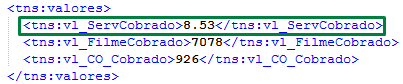 <tns:valores>
<tns:vl_ServCobrado>8.53</tns:vl_ServCobrado>
<tns:vl_FilmeCobrado>7078</tns:vl_FilmeCobrado>
<tns:vl_CO_Cobrado>926</tns:vl_CO_Cobrado>
</tns:valores>